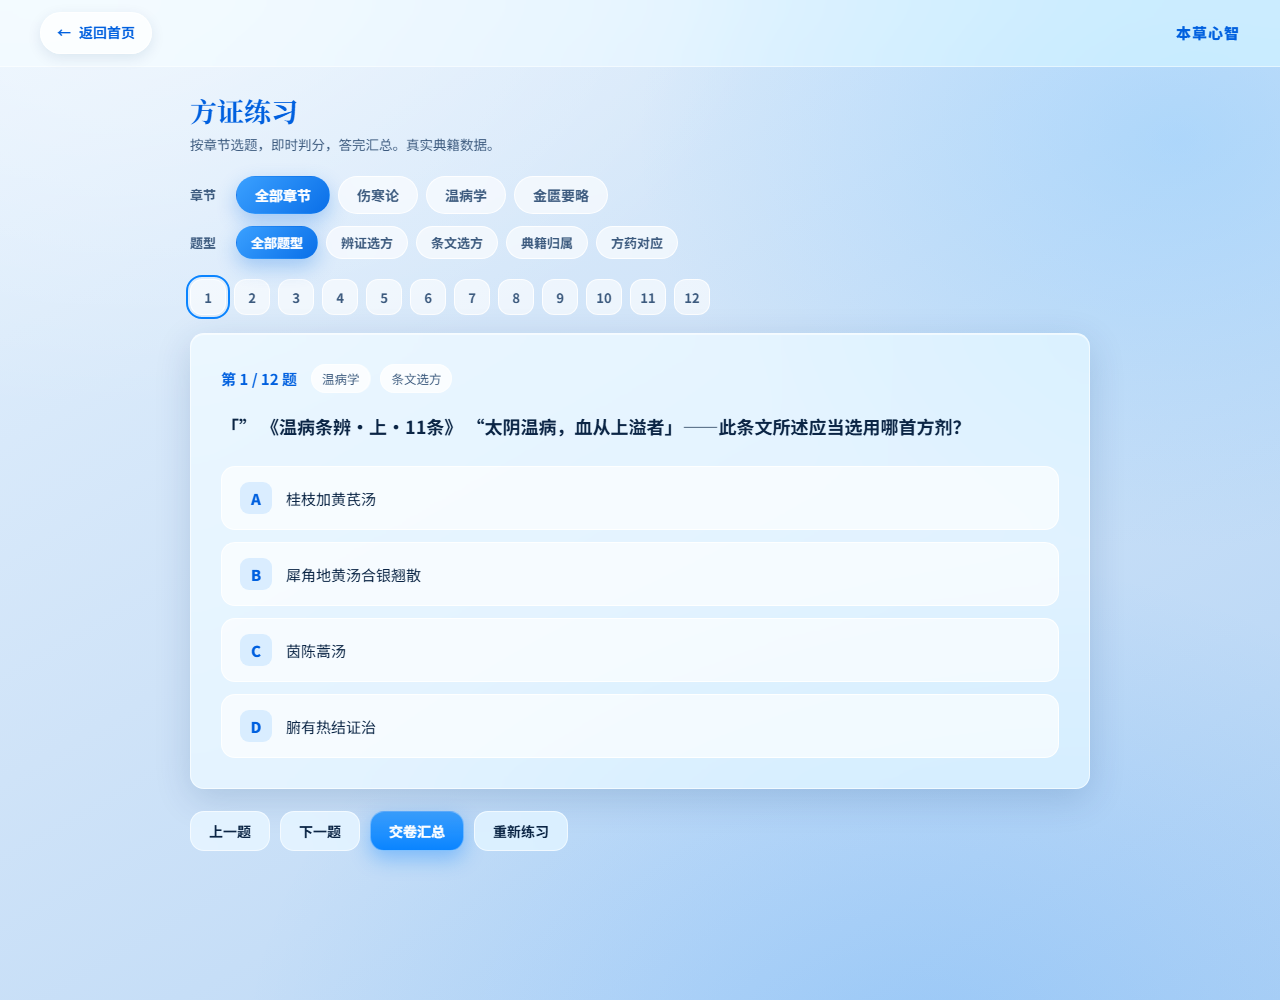 ← 返回首页
本草心智
方证练习
按章节选题，即时判分，答完汇总。真实典籍数据。
章节 全部章节 伤寒论 温病学 金匮要略
题型 全部题型 辨证选方 条文选方 典籍归属 方药对应
1 2 3 4 5 6 7 8 9 10 11 12
第 1 / 12 题 温病学 条文选方
「” 《温病条辨·上·11条》 “太阴温病，血从上溢者」——此条文所述应当选用哪首方剂？
A 桂枝加黄芪汤
B 犀角地黄汤合银翘散
C 茵陈蒿汤
D 腑有热结证治
上一题 下一题 交卷汇总 重新练习